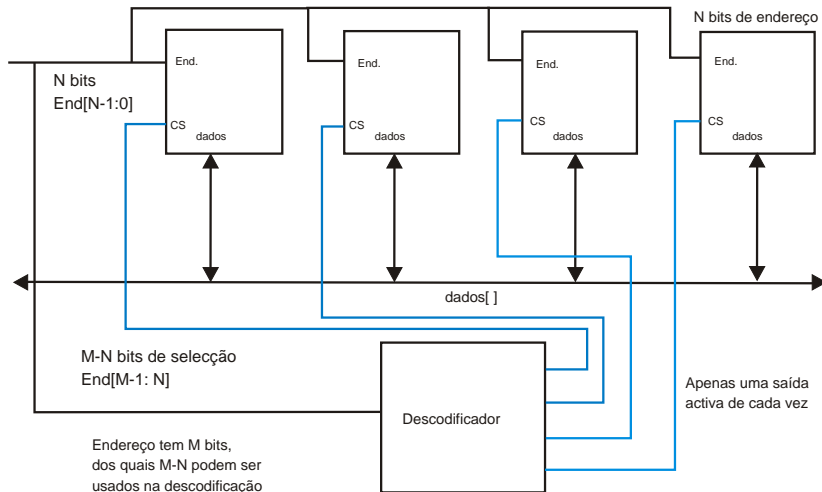 N bits de endereço
End.
End.
End.
End.
N bits
End[N-1:0]
CS
CS
CS
CS
dados
dados
dados
dados
dados[ ]
M-N bits de selecção
End[M-1: N]
Descodificador
Apenas uma saída
activa de cada vez
Endereço tem M bits,
dos quais M-N podem ser
usados na descodificação